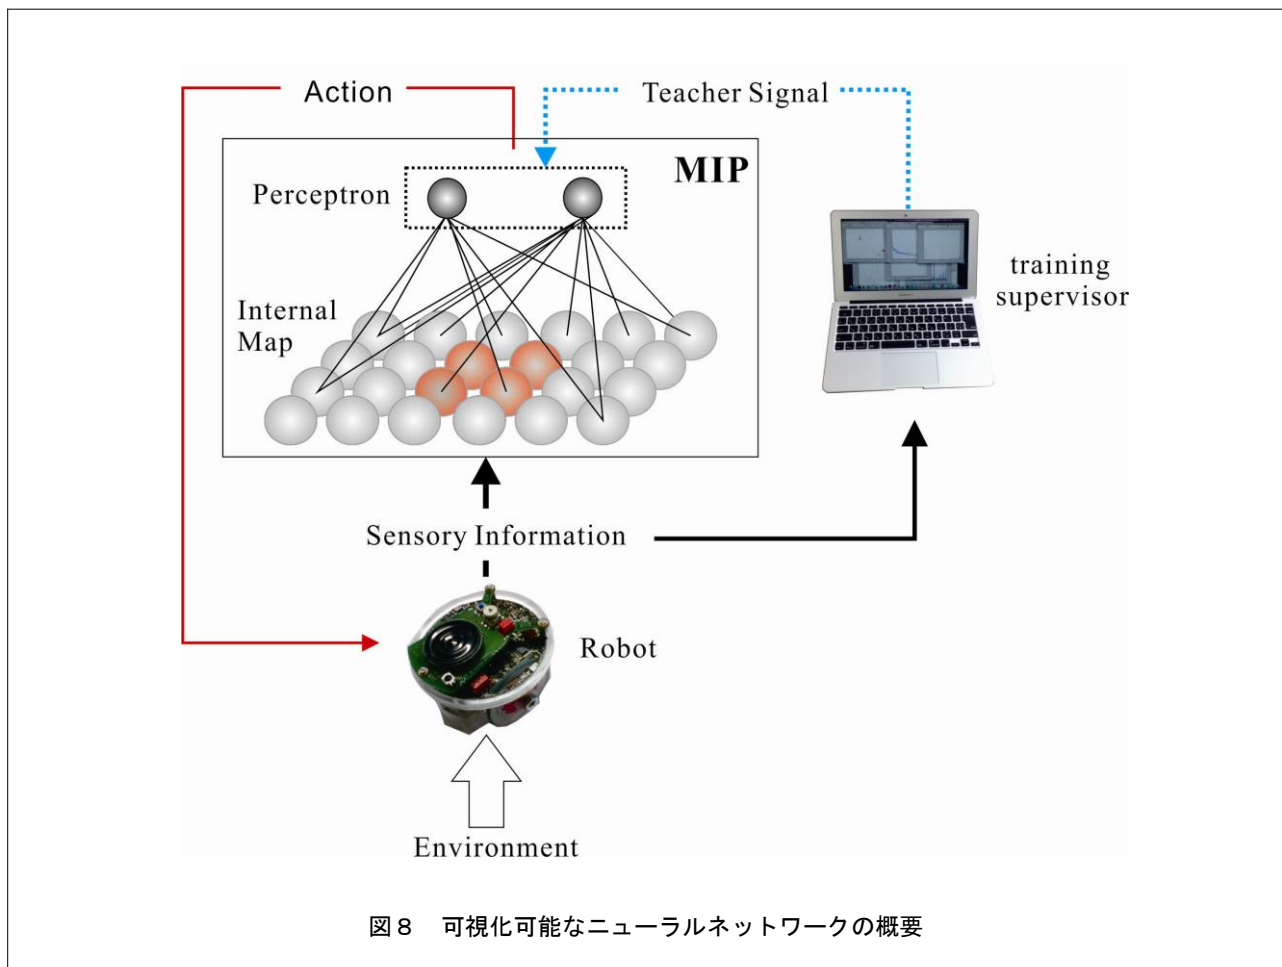 Action
Teacher Signal
MIP
Perceptron
Internal
Map
training
supervisor
Sensory Information
Robot
Environment
図8 可視化可能なニューラルネットワークの概要